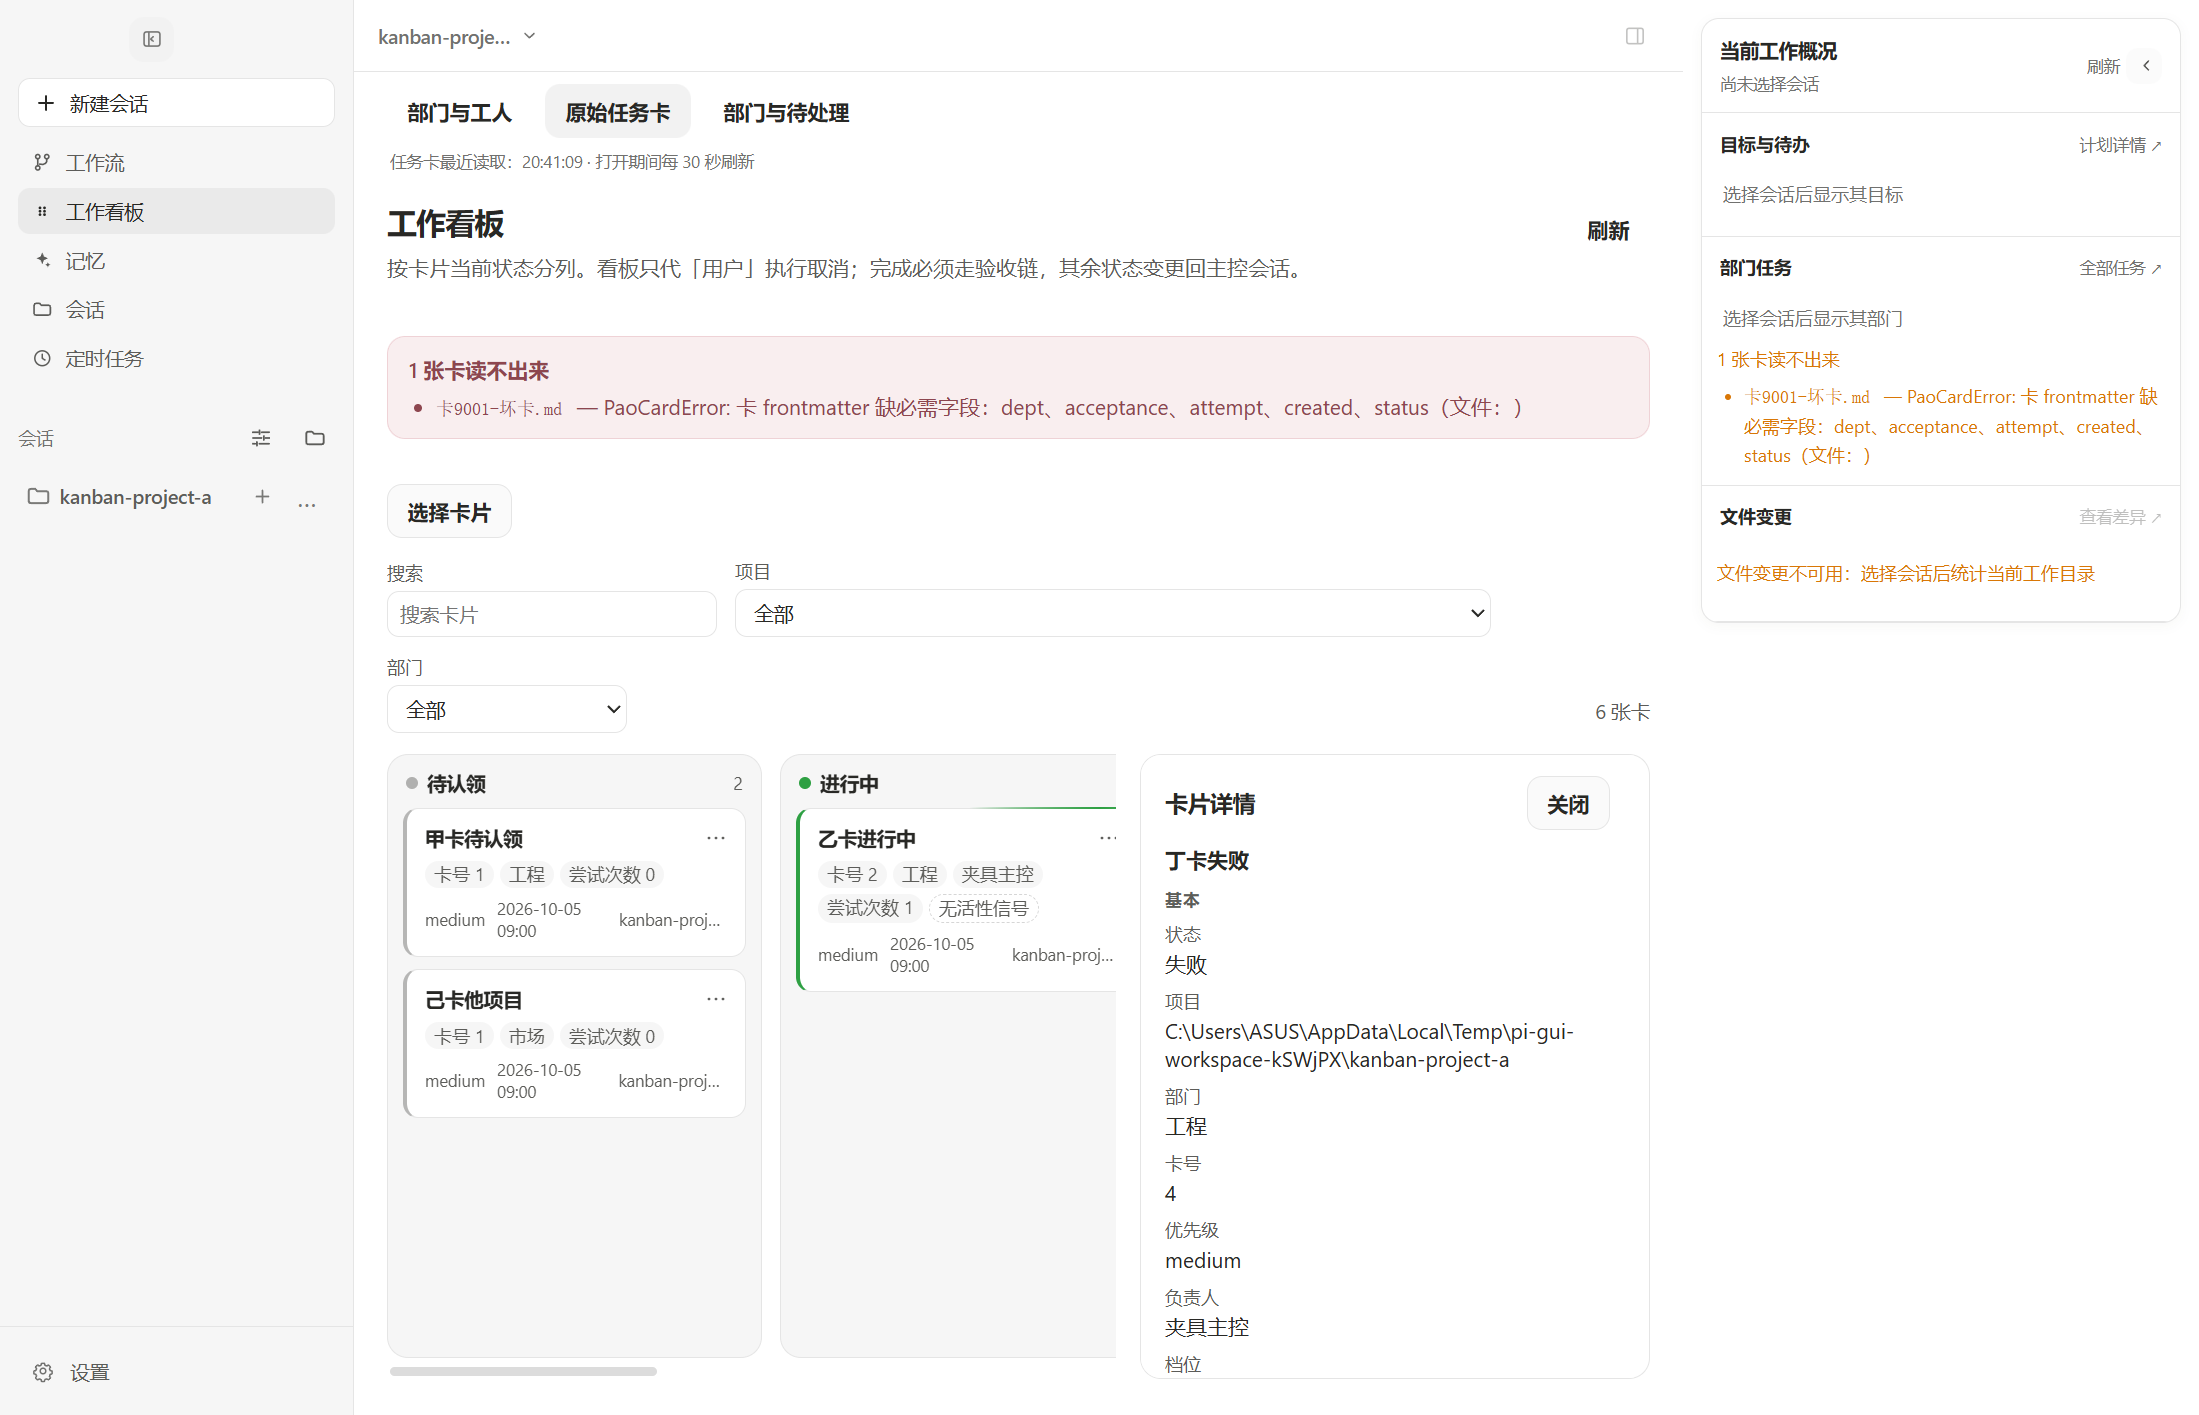 新建会话
工作流
工作看板
记忆
会话
定时任务
会话
kanban-project-a
设置
kanban-proje...
部门与工人
原始任务卡
部门与待处理
任务卡最近读取：20:41:09 · 打开期间每 30 秒刷新
工作看板
刷新
按卡片当前状态分列。看板只代「用户」执行取消；完成必须走验收链，其余状态变更回主控会话。
1 张卡读不出来
卡9001-坏卡.md — PaoCardError: 卡 frontmatter 缺必需字段：dept、acceptance、attempt、created、status（文件：）
选择卡片
搜索
项目
搜索卡片
全部
部门
全部
6 张卡
待认领
2
甲卡待认领
卡号 1
工程
尝试次数 0
medium
2026-10-05
09:00
kanban-proj...
己卡他项目
卡号 1
市场
尝试次数 0
medium
2026-10-05
09:00
kanban-proj...
进行中
乙卡进行中
卡号 2
工程
夹具主控
尝试次数 1
无活性信号
medium
2026-10-05
09:00
kanban-proj...
卡片详情
关闭
丁卡失败
基本
状态
失败
项目
C:\Users\ASUS\AppData\Local\Temp\pi-gui-
workspace-kSWjPX\kanban-project-a
部门
工程
卡号
4
优先级
medium
负责人
夹具主控
档位
当前工作概况
尚未选择会话
刷新
目标与待办
计划详情 ↗
选择会话后显示其目标
部门任务
全部任务 ↗
选择会话后显示其部门
1 张卡读不出来
卡9001-坏卡.md — PaoCardError: 卡 frontmatter 缺
必需字段：dept、acceptance、attempt、created、
status（文件：）
文件变更
查看差异 ↗
文件变更不可用：选择会话后统计当前工作目录